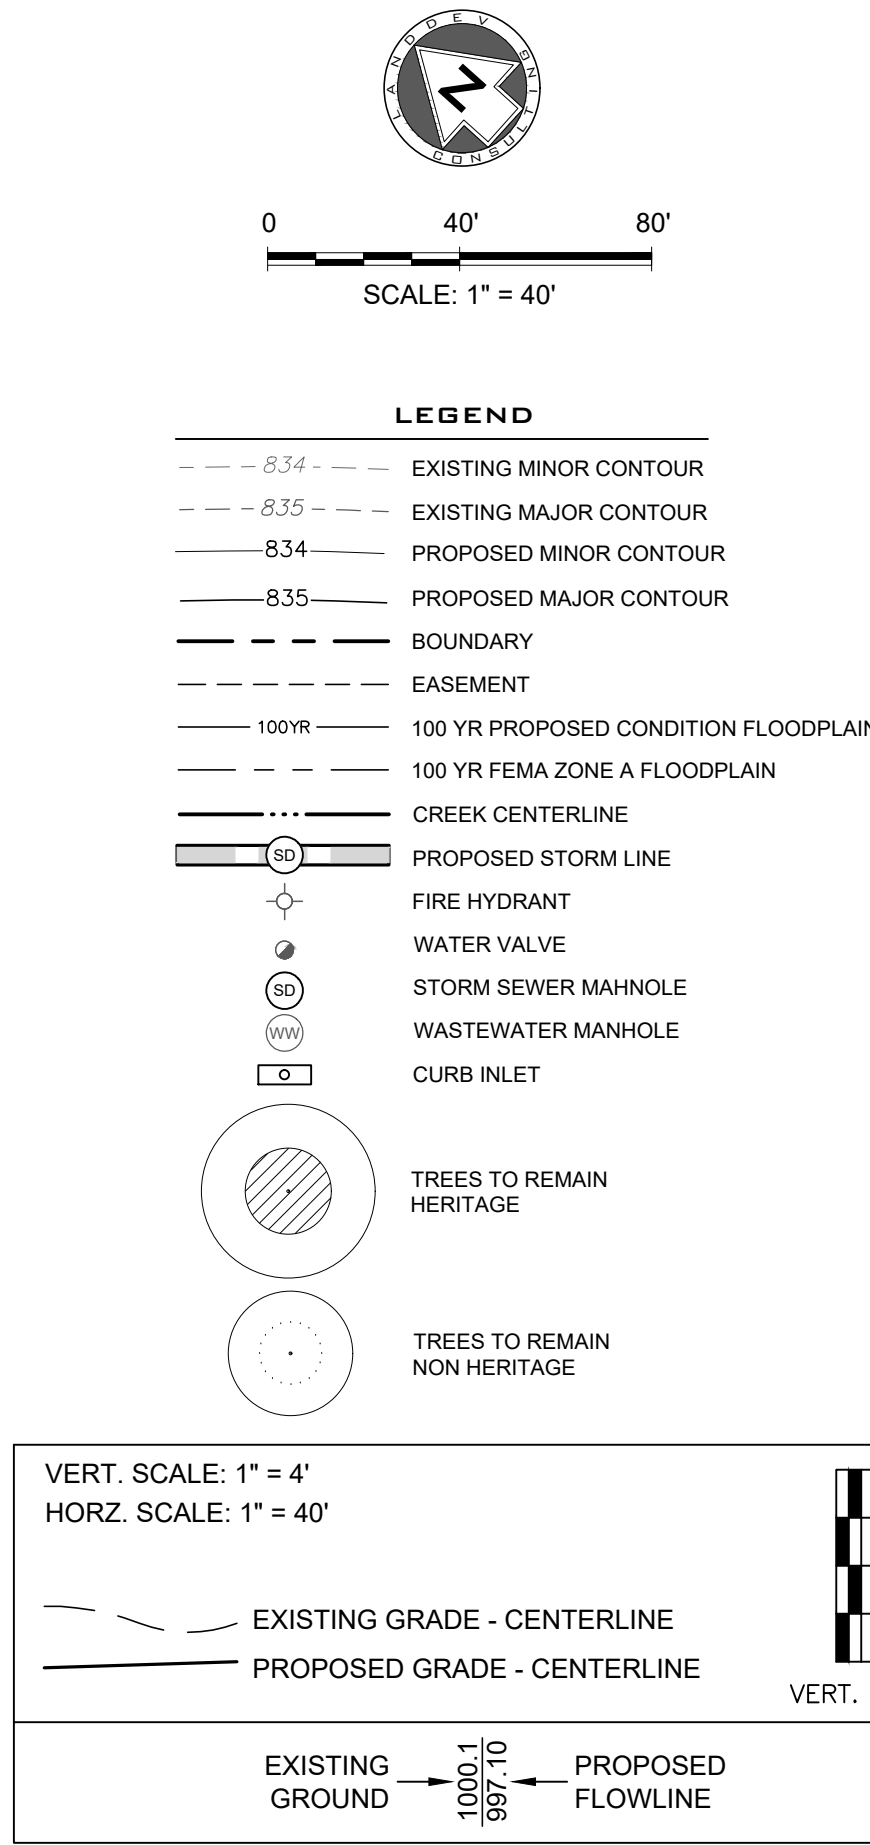 LANDDEV CONSULTING
N
0 40' 80'
SCALE: 1" = 40'
LEGEND
834 EXISTING MINOR CONTOUR
835 EXISTING MAJOR CONTOUR
834 PROPOSED MINOR CONTOUR
835 PROPOSED MAJOR CONTOUR
BOUNDARY
EASEMENT
100YR 100 YR PROPOSED CONDITION FLOODPLAIN
100 YR FEMA ZONE A FLOODPLAIN
CREEK CENTERLINE
SD PROPOSED STORM LINE
FIRE HYDRANT
WATER VALVE
SD STORM SEWER MAHNOLE
WW WASTEWATER MANHOLE
CURB INLET
TREES TO REMAIN
HERITAGE
TREES TO REMAIN
NON HERITAGE
VERT. SCALE: 1" = 4'
HORZ. SCALE: 1" = 40'
EXISTING GRADE - CENTERLINE
PROPOSED GRADE - CENTERLINE
VERT.
EXISTING
GROUND
1000.1
997.10
PROPOSED
FLOWLINE